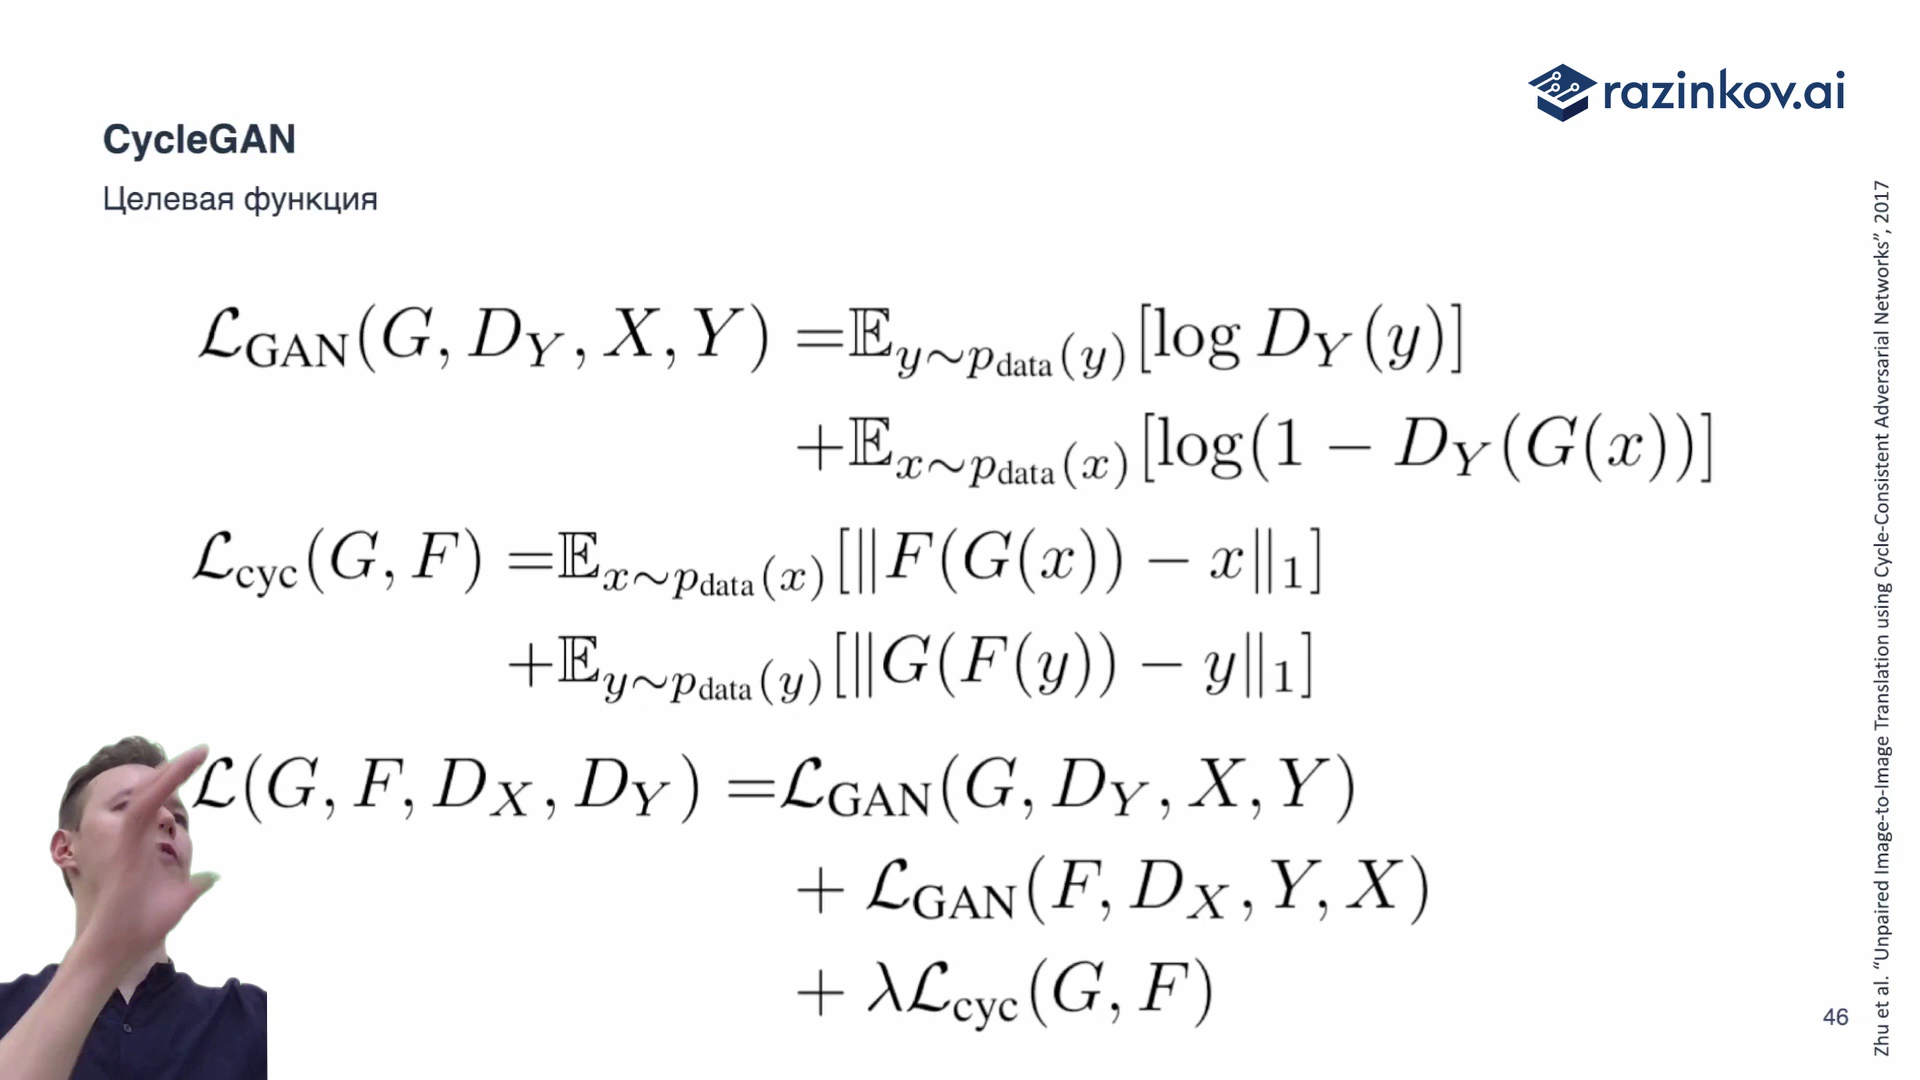 razinkov.ai
CycleGAN
Целевая функция
ℒ_GAN(G, D_Y, X, Y) =𝔼_{y∼p_data(y)}[log D_Y(y)]
+𝔼_{x∼p_data(x)}[log(1 − D_Y(G(x))]
ℒ_cyc(G, F) =𝔼_{x∼p_data(x)}[‖F(G(x)) − x‖₁]
+𝔼_{y∼p_data(y)}[‖G(F(y)) − y‖₁]
ℒ(G, F, D_X, D_Y) =ℒ_GAN(G, D_Y, X, Y)
+ ℒ_GAN(F, D_X, Y, X)
+ λℒ_cyc(G, F)
46
Zhu et al. “Unpaired Image-to-Image Translation using Cycle-Consistent Adversarial Networks”, 2017